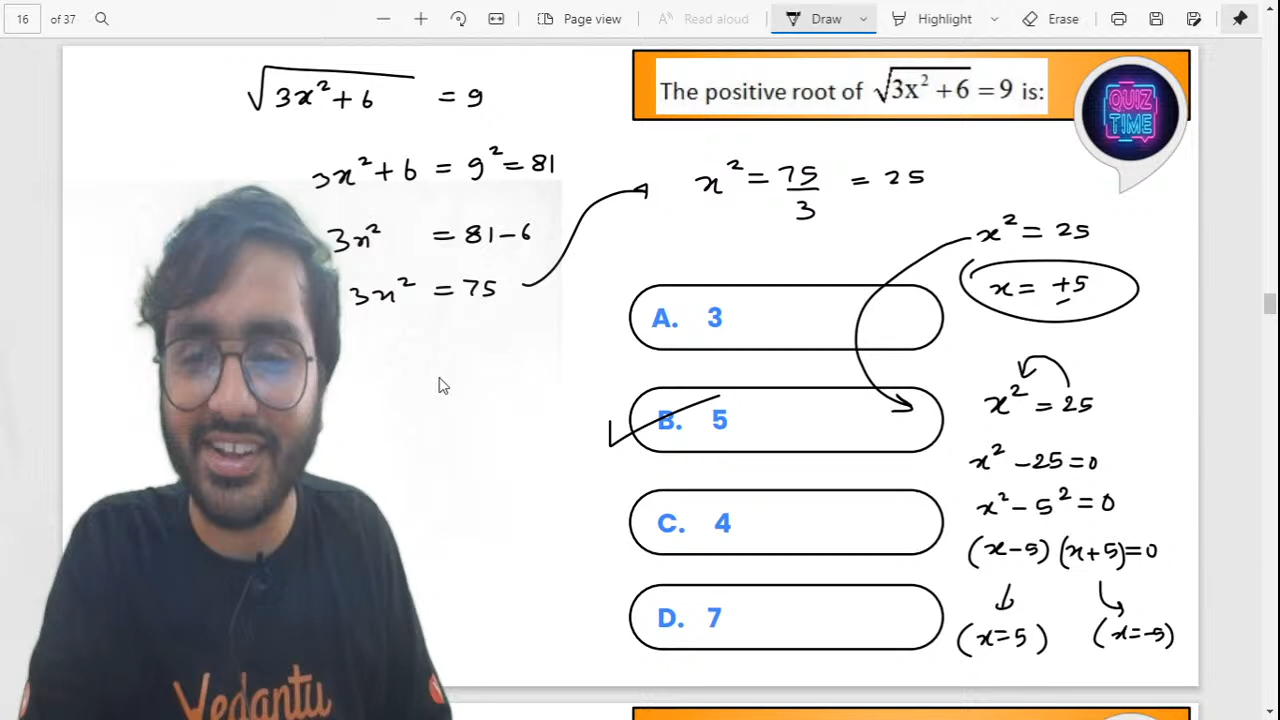 16 of 37 Page view Read aloud Draw Highlight Erase
√(3x²+6) = 9
The positive root of √(3x² + 6) = 9 is:
QUIZ TIME
3x²+6 = 9² = 81
3x² = 81-6
3x² = 75
x² = 75/3 = 25
x² = 25
x = ±5
A. 3
B. 5
C. 4
D. 7
x² = 25
x² - 25 = 0
x² - 5² = 0
(x-5) (x+5) = 0
(x=5) (x=-5)
Vedantu